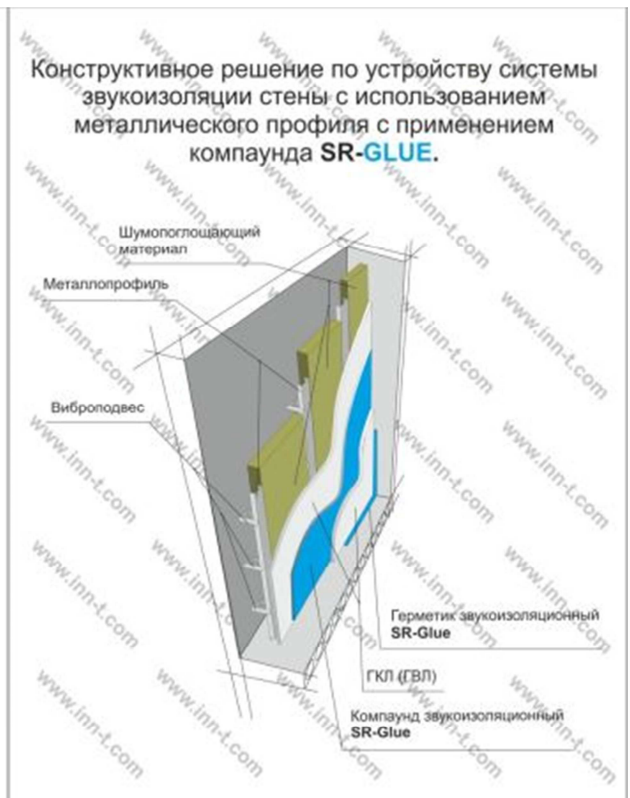 Конструктивное решение по устройству системы
звукоизоляции стены с использованием
металлического профиля с применением
компаунда SR-GLUE.
Шумопоглощающий
материал
Металлопрофиль
Виброподвес
Герметик звукоизоляционный
SR-Glue
ГКЛ (ГВЛ)
Компаунд звукоизоляционный
SR-Glue
www.inn-t.com